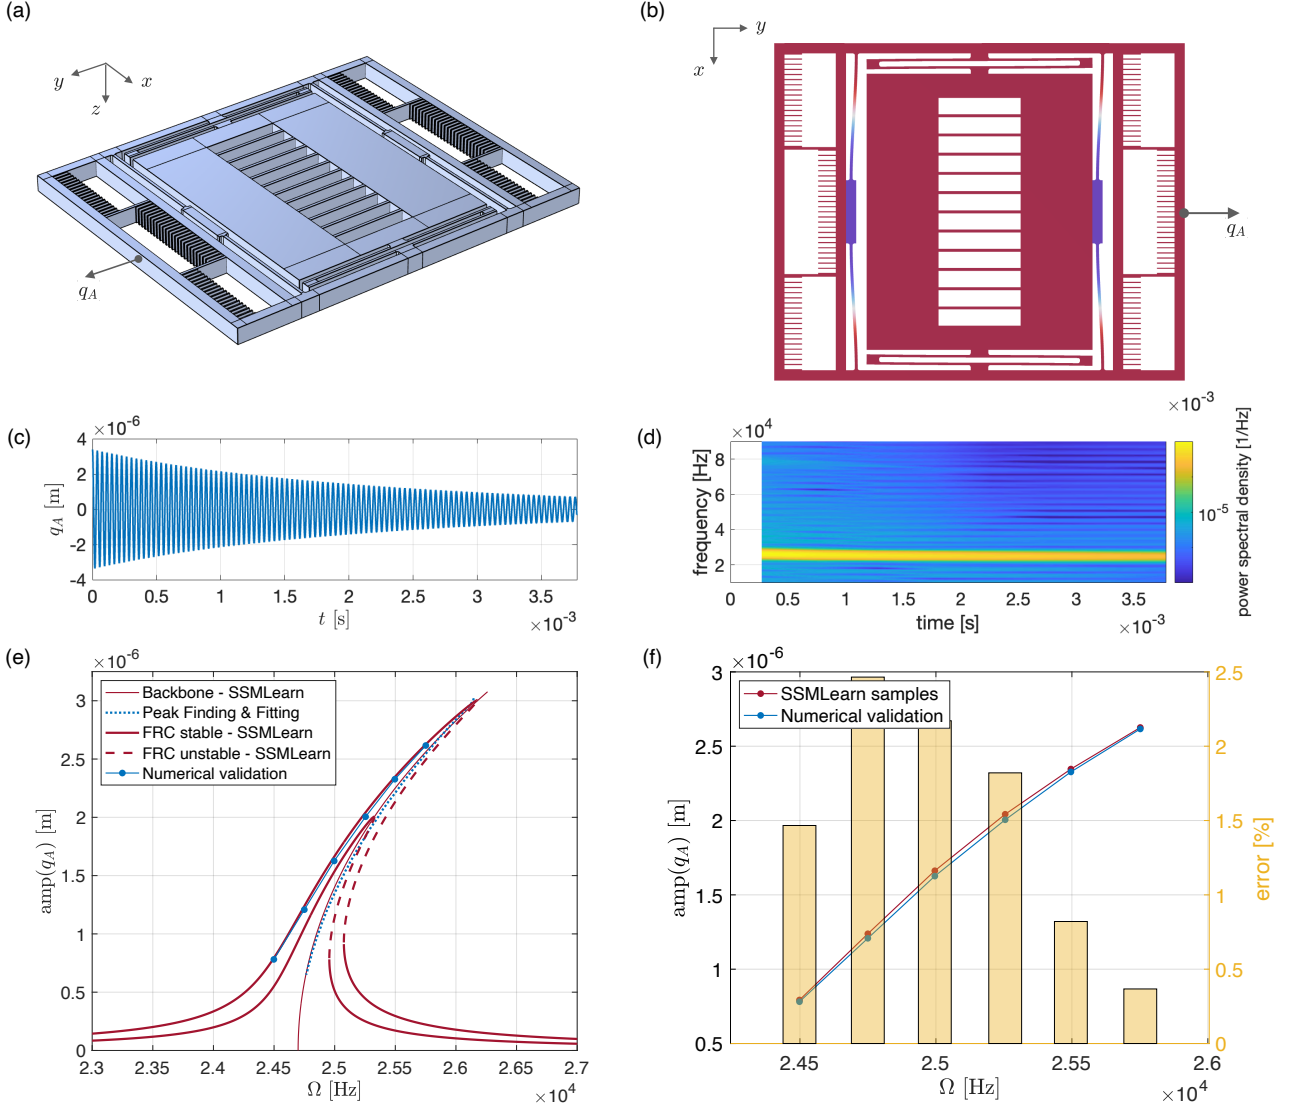 (a)
y
x
z
q_A
(b)
y
x
q_A
(c)
×10^-6
4
2
0
-2
-4
q_A [m]
0 0.5 1 1.5 2 2.5 3 3.5
t [s]
×10^-3
(d)
×10^4
8
6
4
2
frequency [Hz]
0 0.5 1 1.5 2 2.5 3 3.5
time [s]
×10^-3
×10^-3
10^-5
power spectral density [1/Hz]
(e)
×10^-6
3
2.5
2
1.5
1
0.5
0
amp(q_A) [m]
Backbone - SSMLearn
Peak Finding & Fitting
FRC stable - SSMLearn
FRC unstable - SSMLearn
Numerical validation
2.3 2.35 2.4 2.45 2.5 2.55 2.6 2.65 2.7
Ω [Hz]
×10^4
(f)
×10^-6
3
2.5
2
1.5
1
0.5
amp(q_A) [m]
SSMLearn samples
Numerical validation
2.5
2
1.5
1
0.5
0
error [%]
2.45 2.5 2.55 2.6
Ω [Hz]
×10^4